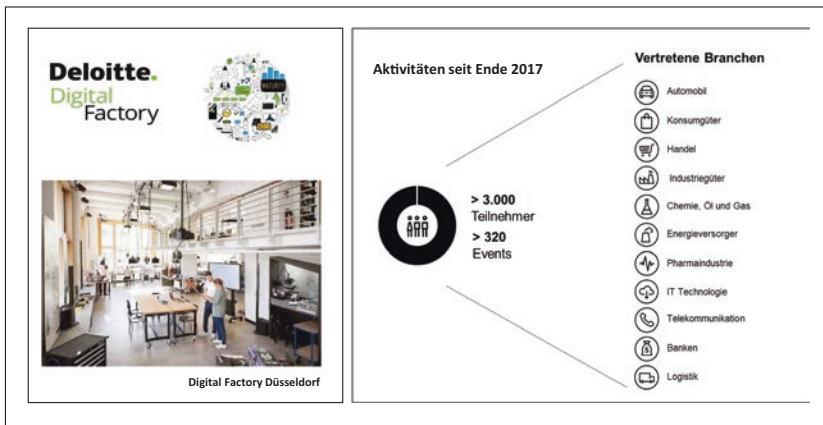 Deloitte.
Digital
Factory
MATURITY
Digital Factory Düsseldorf
Aktivitäten seit Ende 2017
> 3.000
Teilnehmer
> 320
Events
Vertretene Branchen
Automobil
Konsumgüter
Handel
Industriegüter
Chemie, Öl und Gas
Energieversorger
Pharmaindustrie
IT Technologie
Telekommunikation
Banken
Logistik